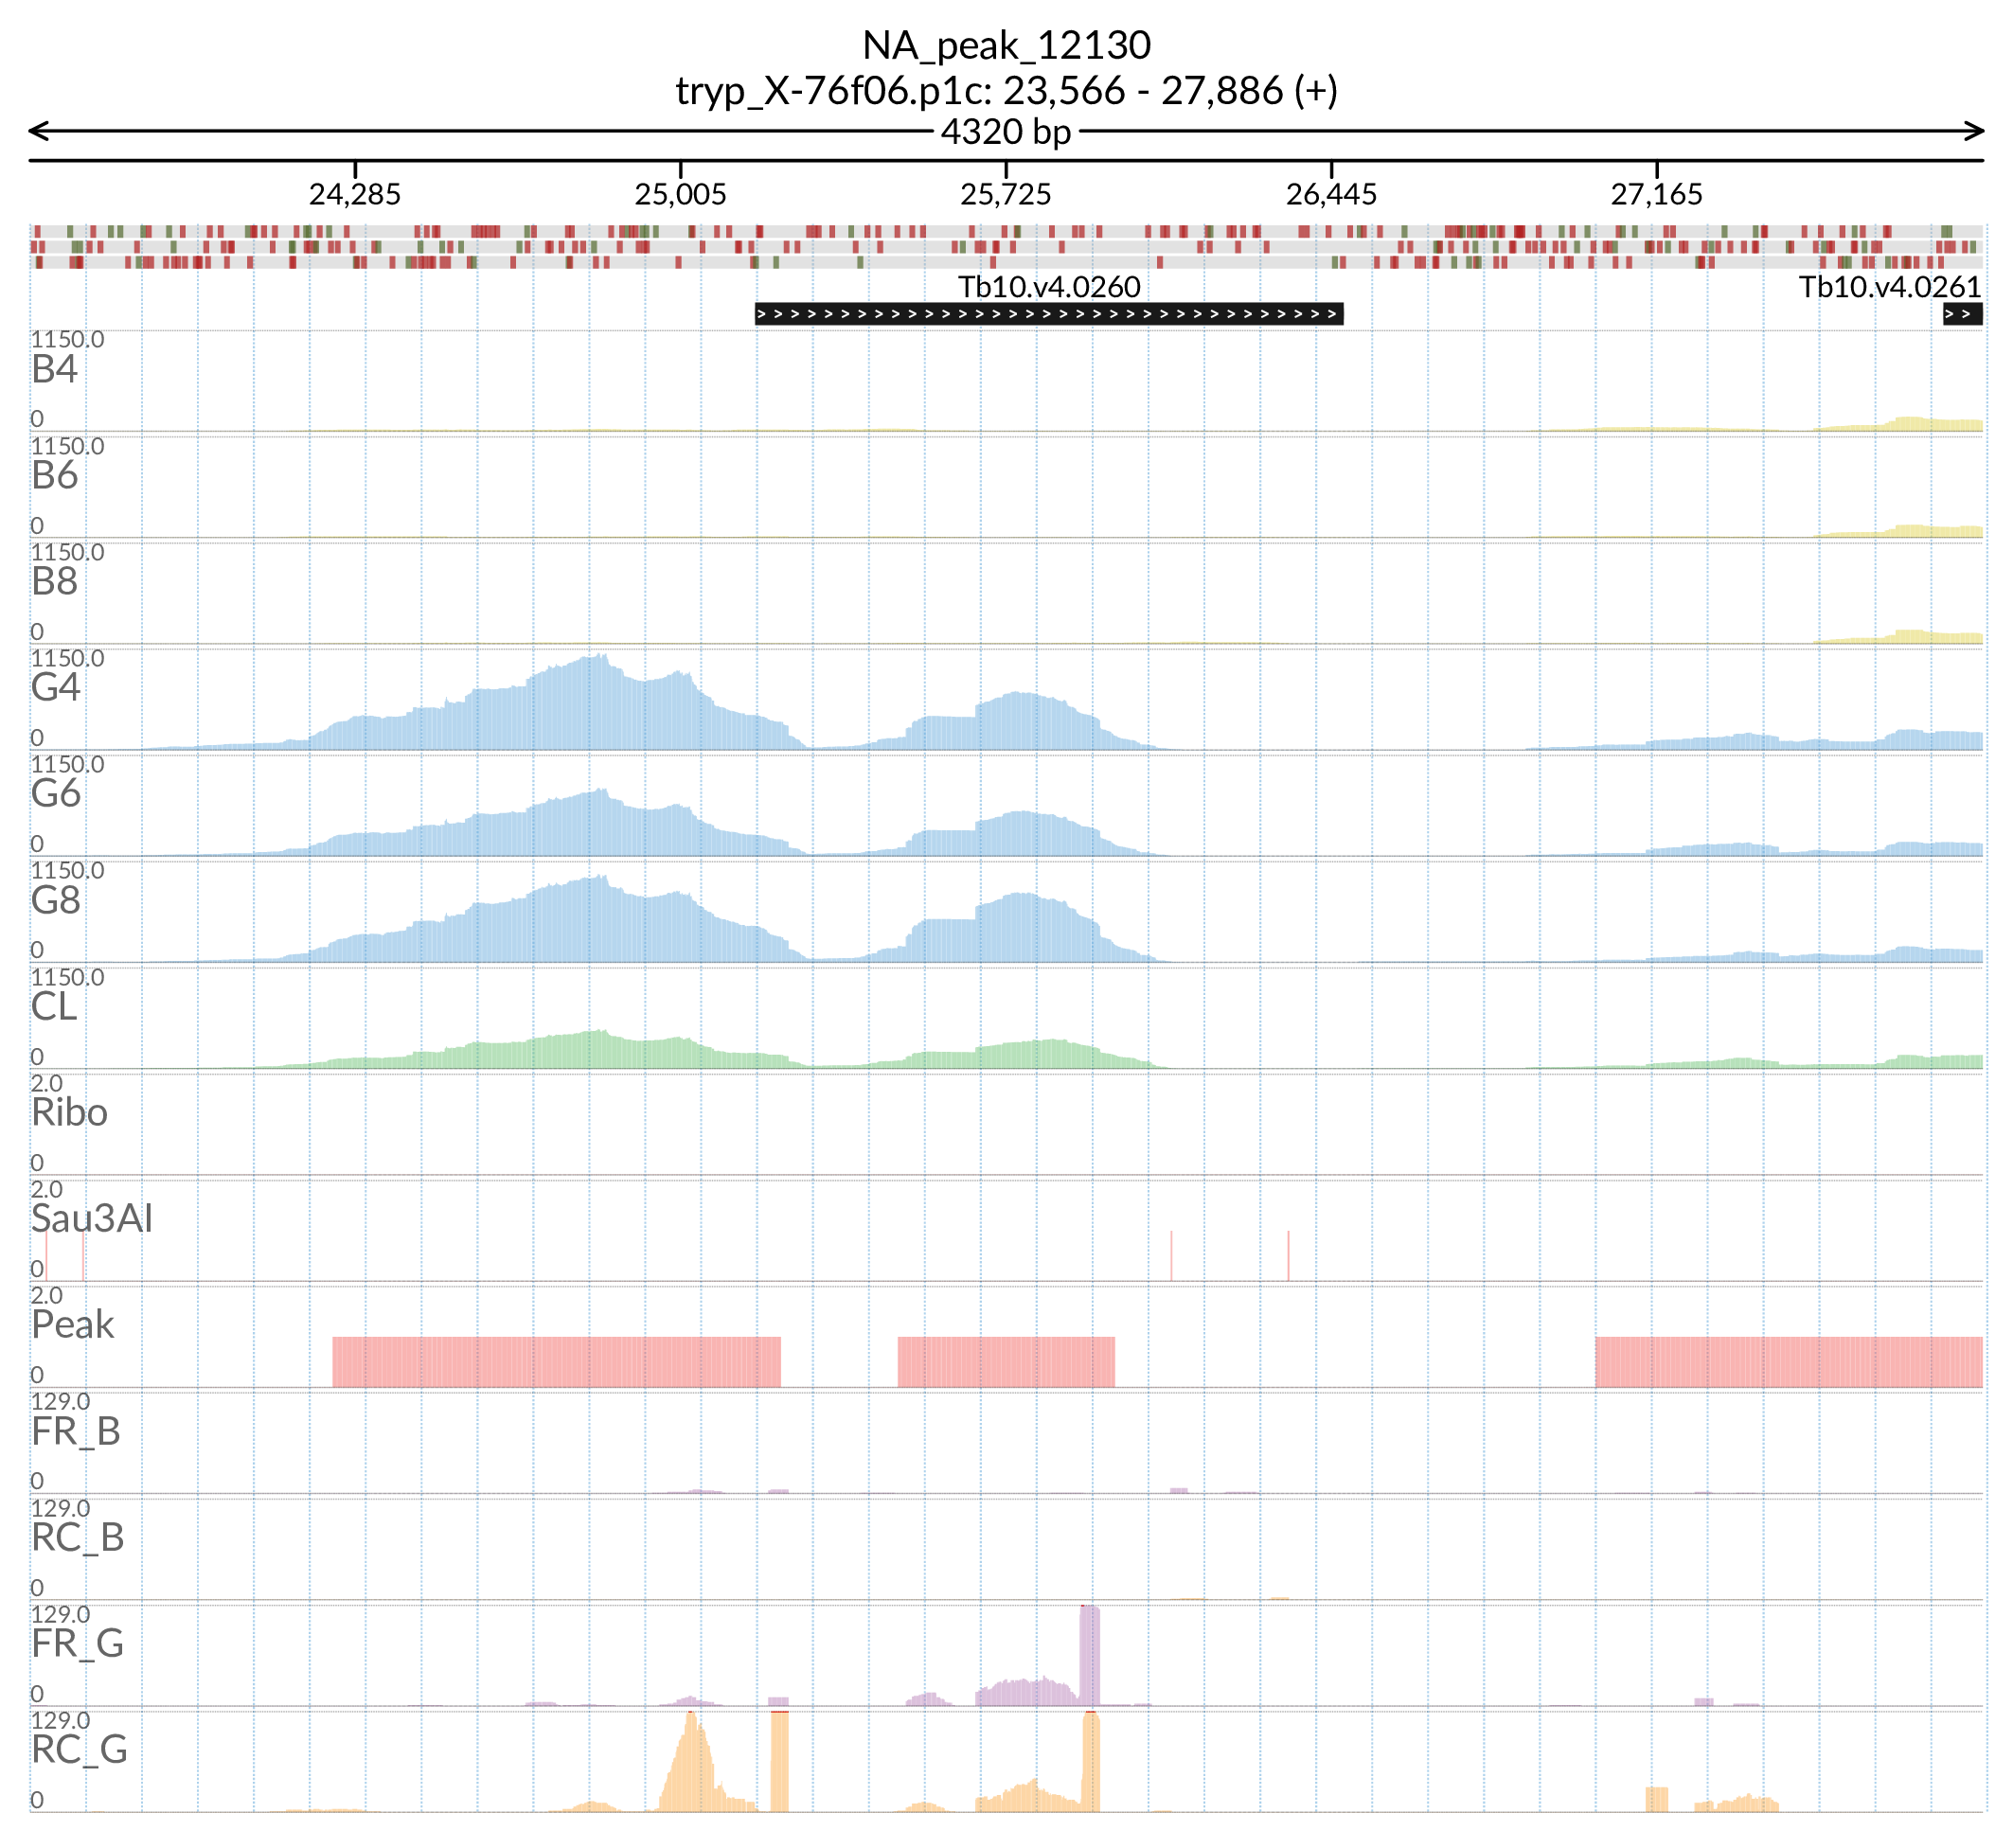 NA_peak_12130
tryp_X-76f06.p1c: 23,566 - 27,886 (+)
4320 bp
24,285 25,005 25,725 26,445 27,165
Tb10.v4.0260 Tb10.v4.0261
1150.0
B4
0
1150.0
B6
0
1150.0
B8
0
1150.0
G4
0
1150.0
G6
0
1150.0
G8
0
1150.0
CL
0
2.0
Ribo
0
2.0
Sau3AI
0
2.0
Peak
0
129.0
FR_B
0
129.0
RC_B
0
129.0
FR_G
0
129.0
RC_G
0